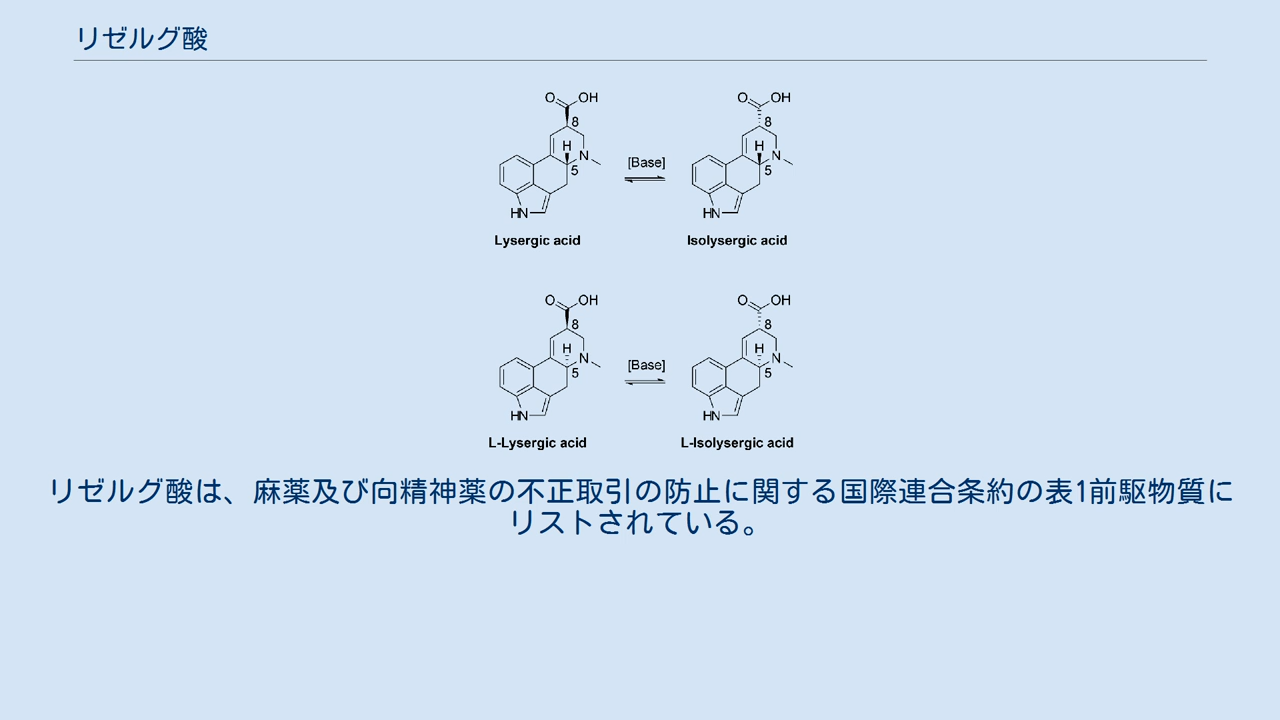 リゼルグ酸
O OH
8
H
N
5
HN
[Base]
O OH
8
H
N
5
HN
Lysergic acid
Isolysergic acid
O OH
8
H
N
5
HN
[Base]
O OH
8
H
N
5
HN
L-Lysergic acid
L-Isolysergic acid
リゼルグ酸は、麻薬及び向精神薬の不正取引の防止に関する国際連合条約の表1前駆物質に
リストされている。